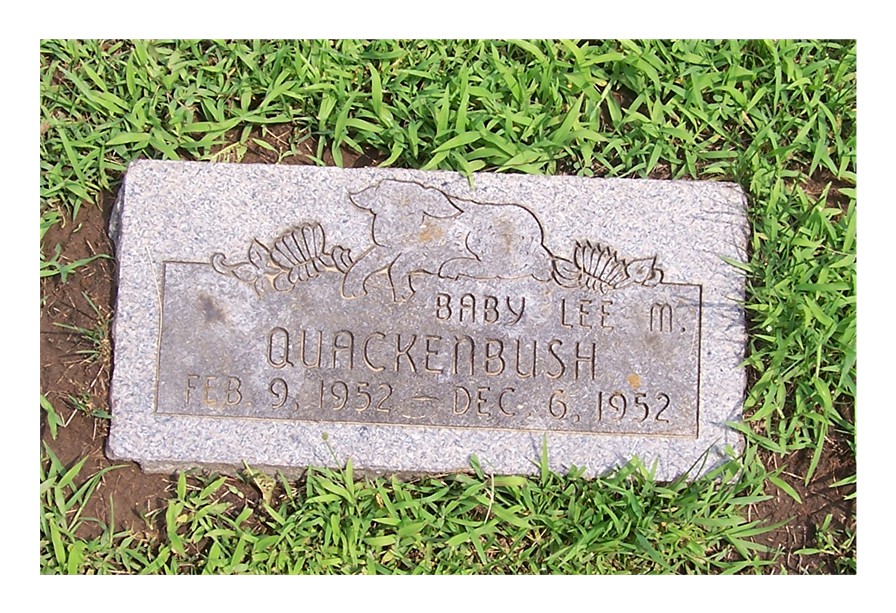 BABY LEE M.
QUACKENBUSH
FEB. 9, 1952 – DEC. 6, 1952